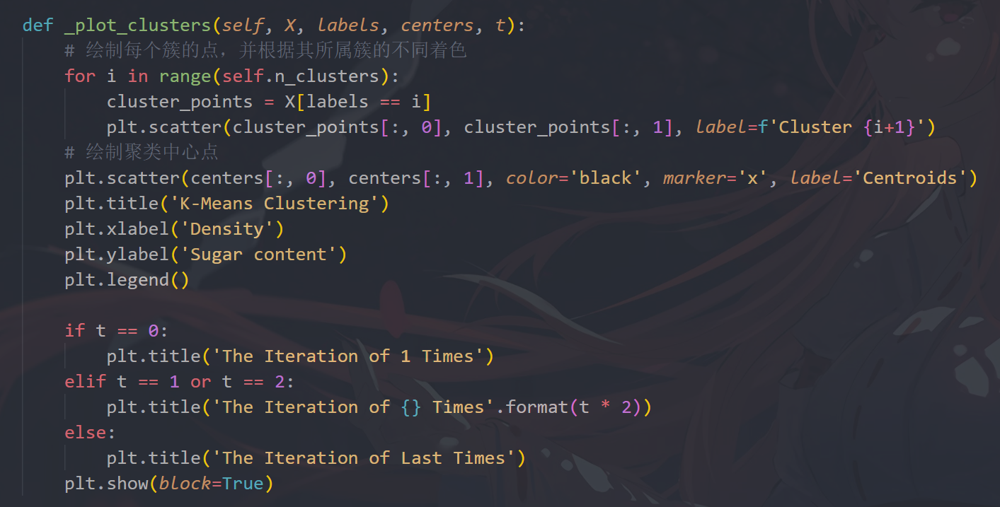 def _plot_clusters(self, X, labels, centers, t):
    # 绘制每个簇的点，并根据其所属簇的不同着色
    for i in range(self.n_clusters):
        cluster_points = X[labels == i]
        plt.scatter(cluster_points[:, 0], cluster_points[:, 1], label=f'Cluster {i+1}')
    # 绘制聚类中心点
    plt.scatter(centers[:, 0], centers[:, 1], color='black', marker='x', label='Centroids')
    plt.title('K-Means Clustering')
    plt.xlabel('Density')
    plt.ylabel('Sugar content')
    plt.legend()

    if t == 0:
        plt.title('The Iteration of 1 Times')
    elif t == 1 or t == 2:
        plt.title('The Iteration of {} Times'.format(t * 2))
    else:
        plt.title('The Iteration of Last Times')
    plt.show(block=True)